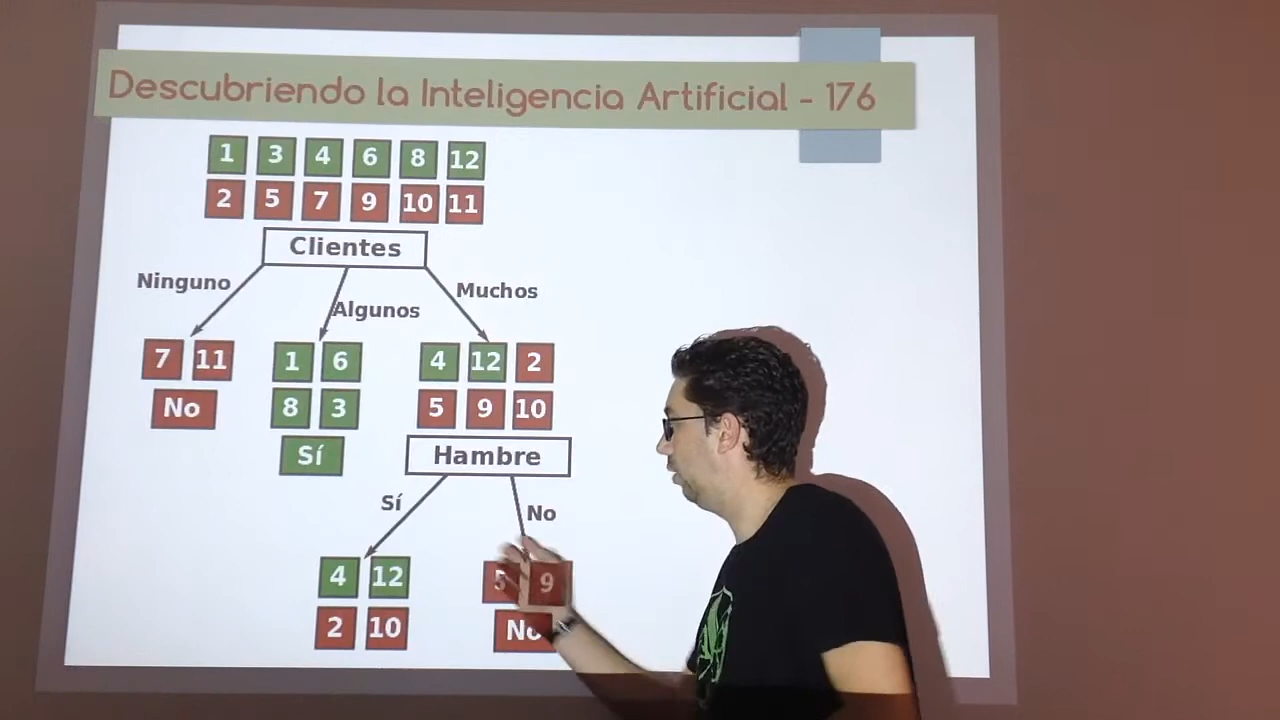 Descubriendo la Inteligencia Artificial - 176
1 3 4 6 8 12
2 5 7 9 10 11
Clientes
Ninguno
Algunos
Muchos
7 11
1 6
4 12 2
No
8 3
5 9 10
Sí
Hambre
Sí
No
4 12
5 9
2 10
No